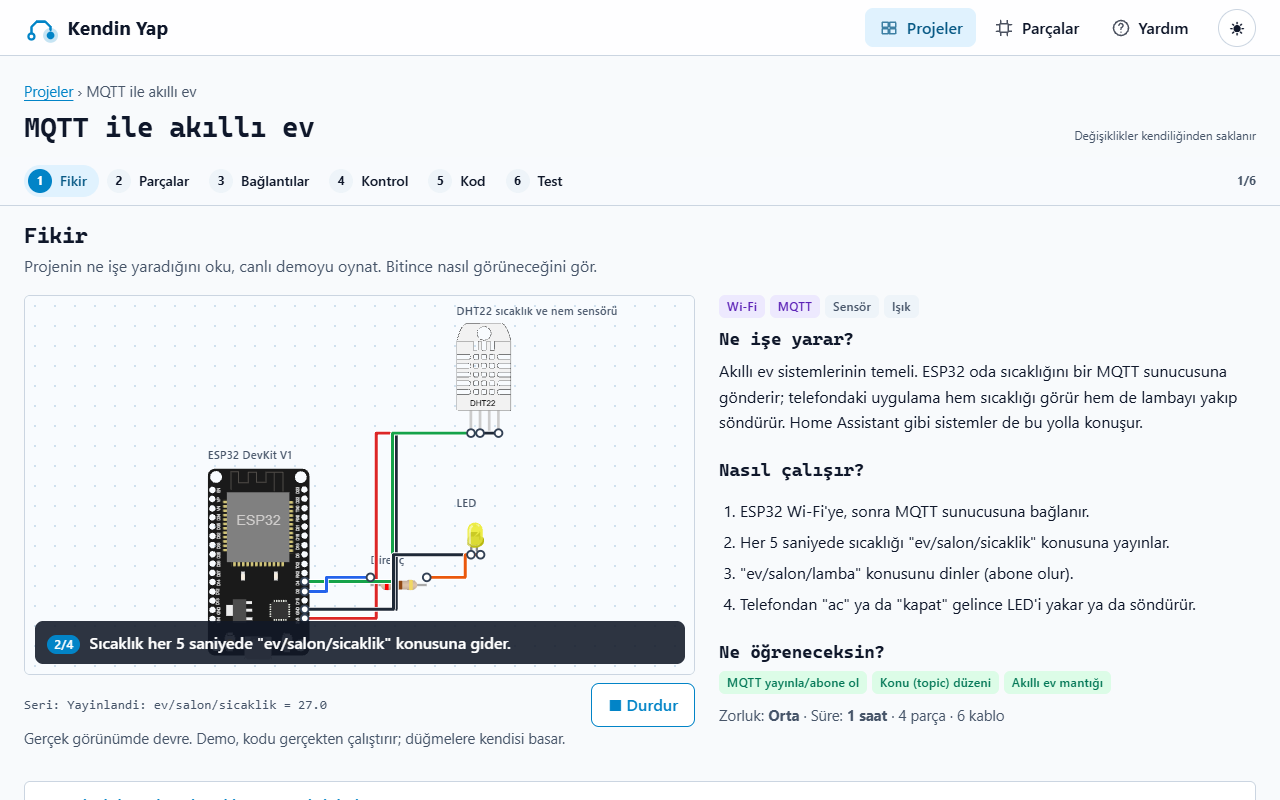 Kendin Yap
Projeler
Parçalar
Yardım
Projeler › MQTT ile akıllı ev
MQTT ile akıllı ev
Değişiklikler kendiliğinden saklanır
1 Fikir
2 Parçalar
3 Bağlantılar
4 Kontrol
5 Kod
6 Test
1/6
Fikir
Projenin ne işe yaradığını oku, canlı demoyu oynat. Bitince nasıl görüneceğini gör.
DHT22 sıcaklık ve nem sensörü
DHT22
ESP32 DevKit V1
ESP32
LED
2/4 Sıcaklık her 5 saniyede "ev/salon/sicaklik" konusuna gider.
Seri: Yayinlandi: ev/salon/sicaklik = 27.0
Durdur
Gerçek görünümde devre. Demo, kodu gerçekten çalıştırır; düğmelere kendisi basar.
Wi-Fi
MQTT
Sensör
Işık
Ne işe yarar?
Akıllı ev sistemlerinin temeli. ESP32 oda sıcaklığını bir MQTT sunucusuna
gönderir; telefondaki uygulama hem sıcaklığı görür hem de lambayı yakıp
söndürür. Home Assistant gibi sistemler de bu yolla konuşur.
Nasıl çalışır?
1. ESP32 Wi-Fi'ye, sonra MQTT sunucusuna bağlanır.
2. Her 5 saniyede sıcaklığı "ev/salon/sicaklik" konusuna yayınlar.
3. "ev/salon/lamba" konusunu dinler (abone olur).
4. Telefondan "ac" ya da "kapat" gelince LED'i yakar ya da söndürür.
Ne öğreneceksin?
MQTT yayınla/abone ol
Konu (topic) düzeni
Akıllı ev mantığı
Zorluk: Orta · Süre: 1 saat · 4 parça · 6 kablo